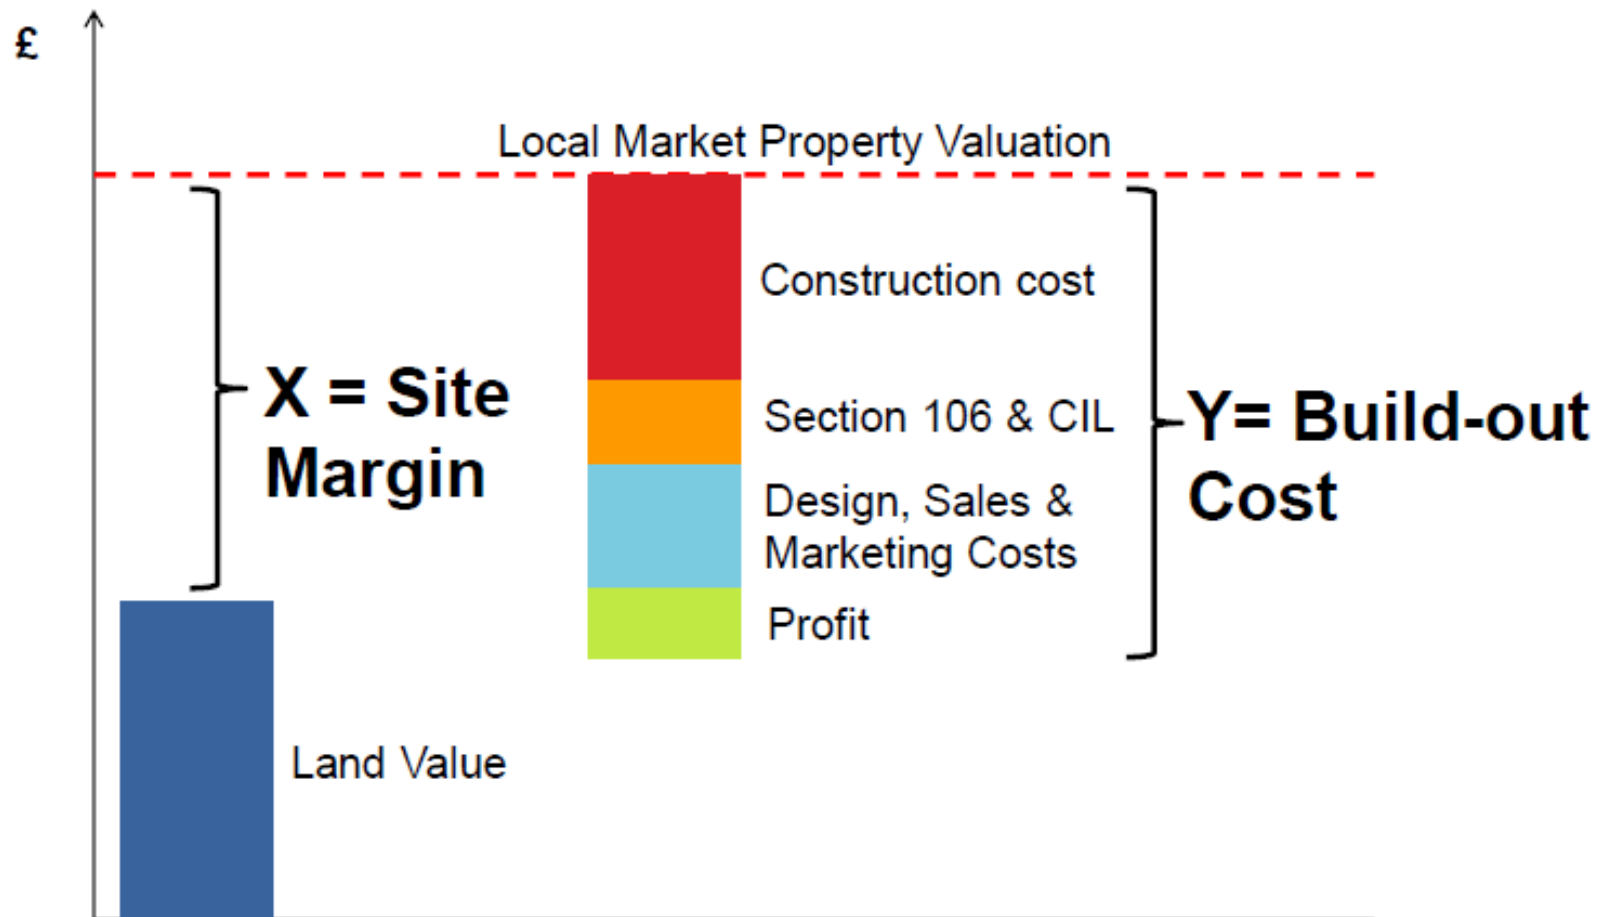 £
Local Market Property Valuation
Construction cost
X = Site
Margin
Section 106 & CIL
Y= Build-out
Cost
Design, Sales &
Marketing Costs
Profit
Land Value